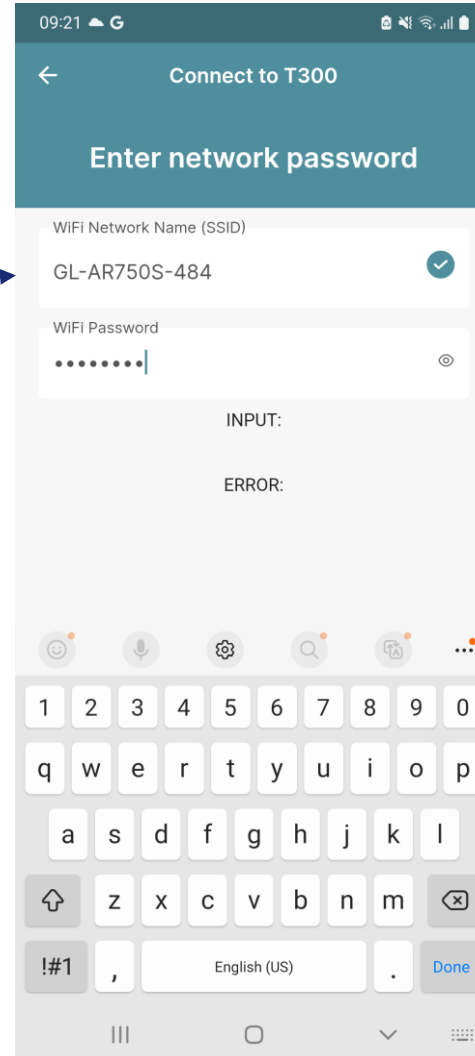 09:21 G
Connect to T300
Enter network password
WiFi Network Name (SSID)
GL-AR750S-484
WiFi Password
••••••••
INPUT:
ERROR:
1 2 3 4 5 6 7 8 9 0
q w e r t y u i o p
a s d f g h j k l
z x c v b n m
!#1 , English (US) . Done